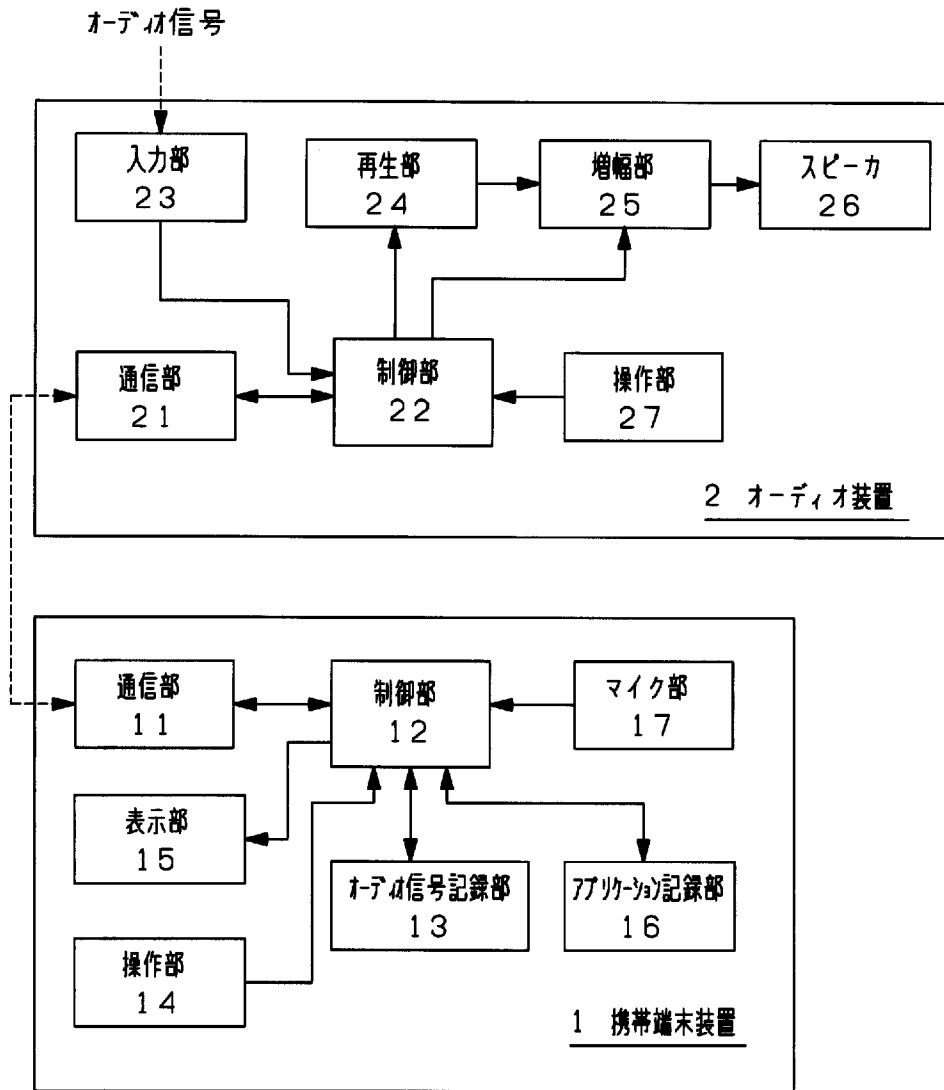 オーディオ信号
入力部
23
再生部
24
増幅部
25
スピーカ
26
通信部
21
制御部
22
操作部
27
2 オーディオ装置
通信部
11
制御部
12
マイク部
17
表示部
15
オーディオ信号記録部
13
アプリケーション記録部
16
操作部
14
1 携帯端末装置